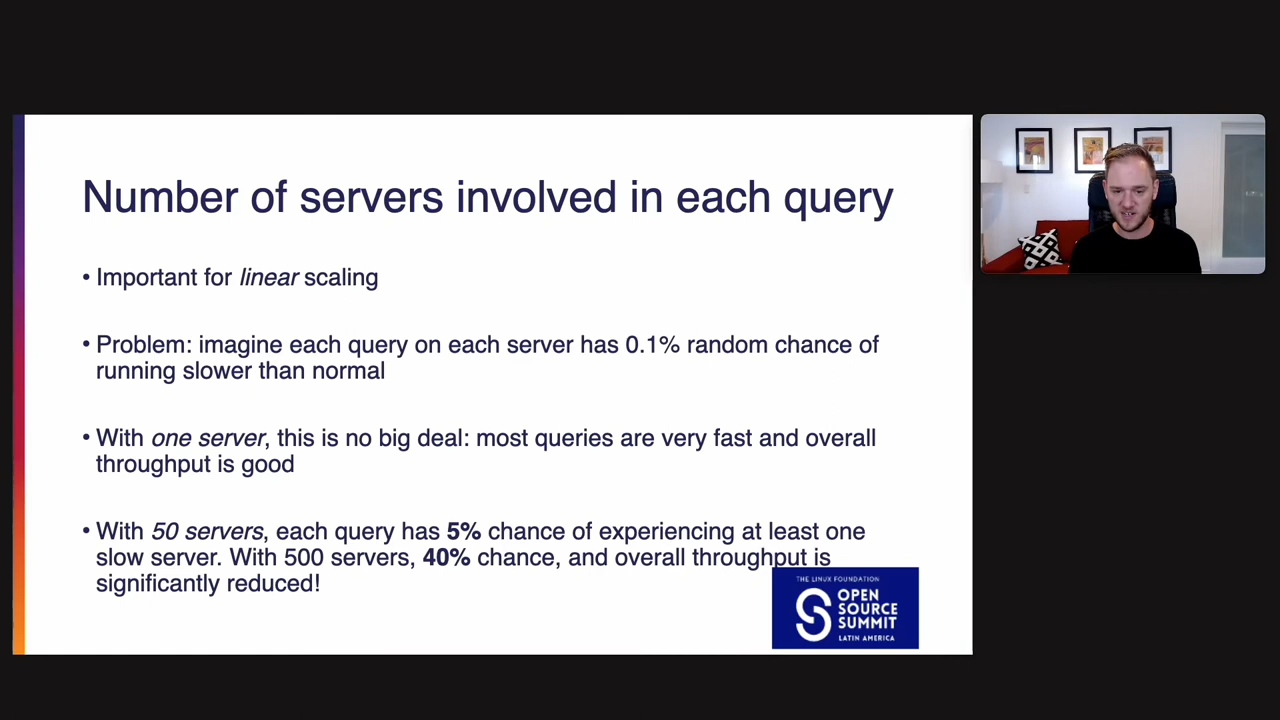 Number of servers involved in each query
• Important for linear scaling
• Problem: imagine each query on each server has 0.1% random chance of
running slower than normal
• With one server, this is no big deal: most queries are very fast and overall
throughput is good
• With 50 servers, each query has 5% chance of experiencing at least one
slow server. With 500 servers, 40% chance, and overall throughput is
significantly reduced!
THE LINUX FOUNDATION
OPEN
SOURCE
SUMMIT
LATIN AMERICA